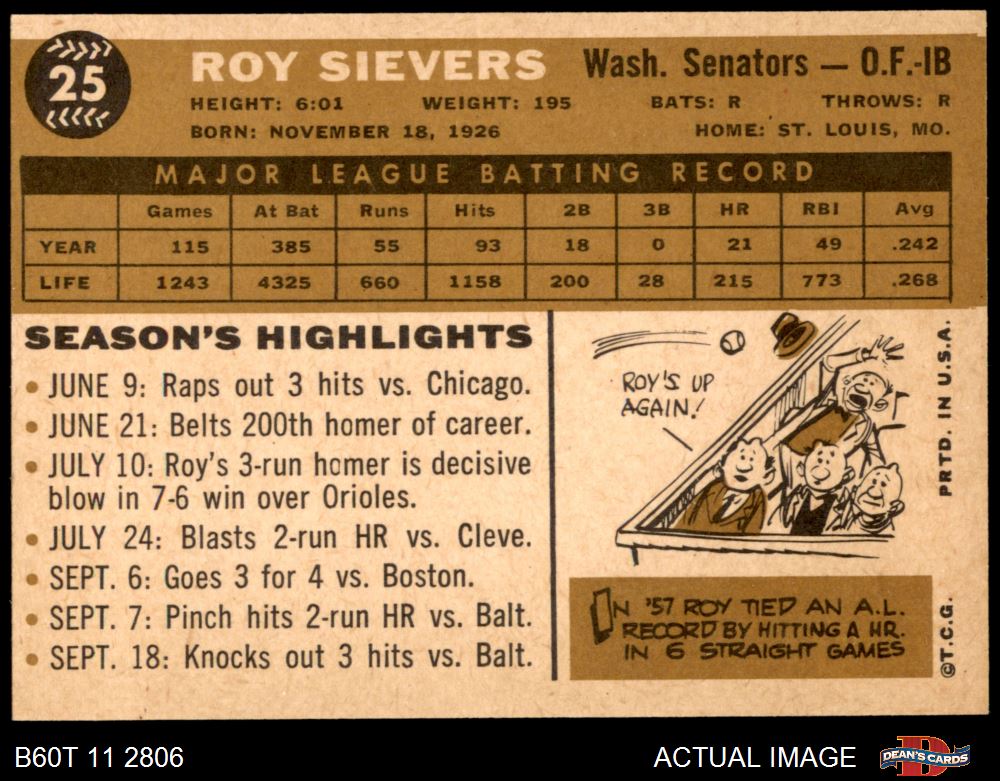 25
ROY SIEVERS
Wash. Senators — O.F.-1B
HEIGHT: 6:01 WEIGHT: 195 BATS: R THROWS: R
BORN: NOVEMBER 18, 1926 HOME: ST. LOUIS, MO.
MAJOR LEAGUE BATTING RECORD
Games At Bat Runs Hits 2B 3B HR RBI Avg
YEAR 115 385 55 93 18 0 21 49 .242
LIFE 1243 4325 660 1158 200 28 215 773 .268
SEASON'S HIGHLIGHTS
• JUNE 9: Raps out 3 hits vs. Chicago.
• JUNE 21: Belts 200th homer of career.
• JULY 10: Roy's 3-run homer is decisive
blow in 7-6 win over Orioles.
• JULY 24: Blasts 2-run HR vs. Cleve.
• SEPT. 6: Goes 3 for 4 vs. Boston.
• SEPT. 7: Pinch hits 2-run HR vs. Balt.
• SEPT. 18: Knocks out 3 hits vs. Balt.
ROY'S UP
AGAIN!
IN '57 ROY TIED AN A.L.
RECORD BY HITTING A HR.
IN 6 STRAIGHT GAMES
PRTD. IN U.S.A.
©T.C.G.
B60T 11 2806
ACTUAL IMAGE
DEAN'S CARDS